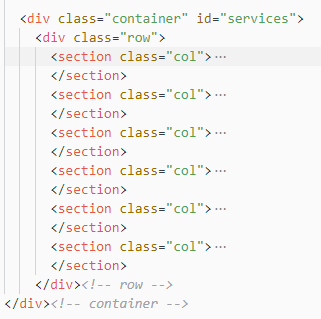 <div class="container" id="services">
<div class="row">
<section class="col">…
</section>
<section class="col">…
</section>
<section class="col">…
</section>
<section class="col">…
</section>
<section class="col">…
</section>
<section class="col">…
</section>
</div><!-- row -->
</div><!-- container -->